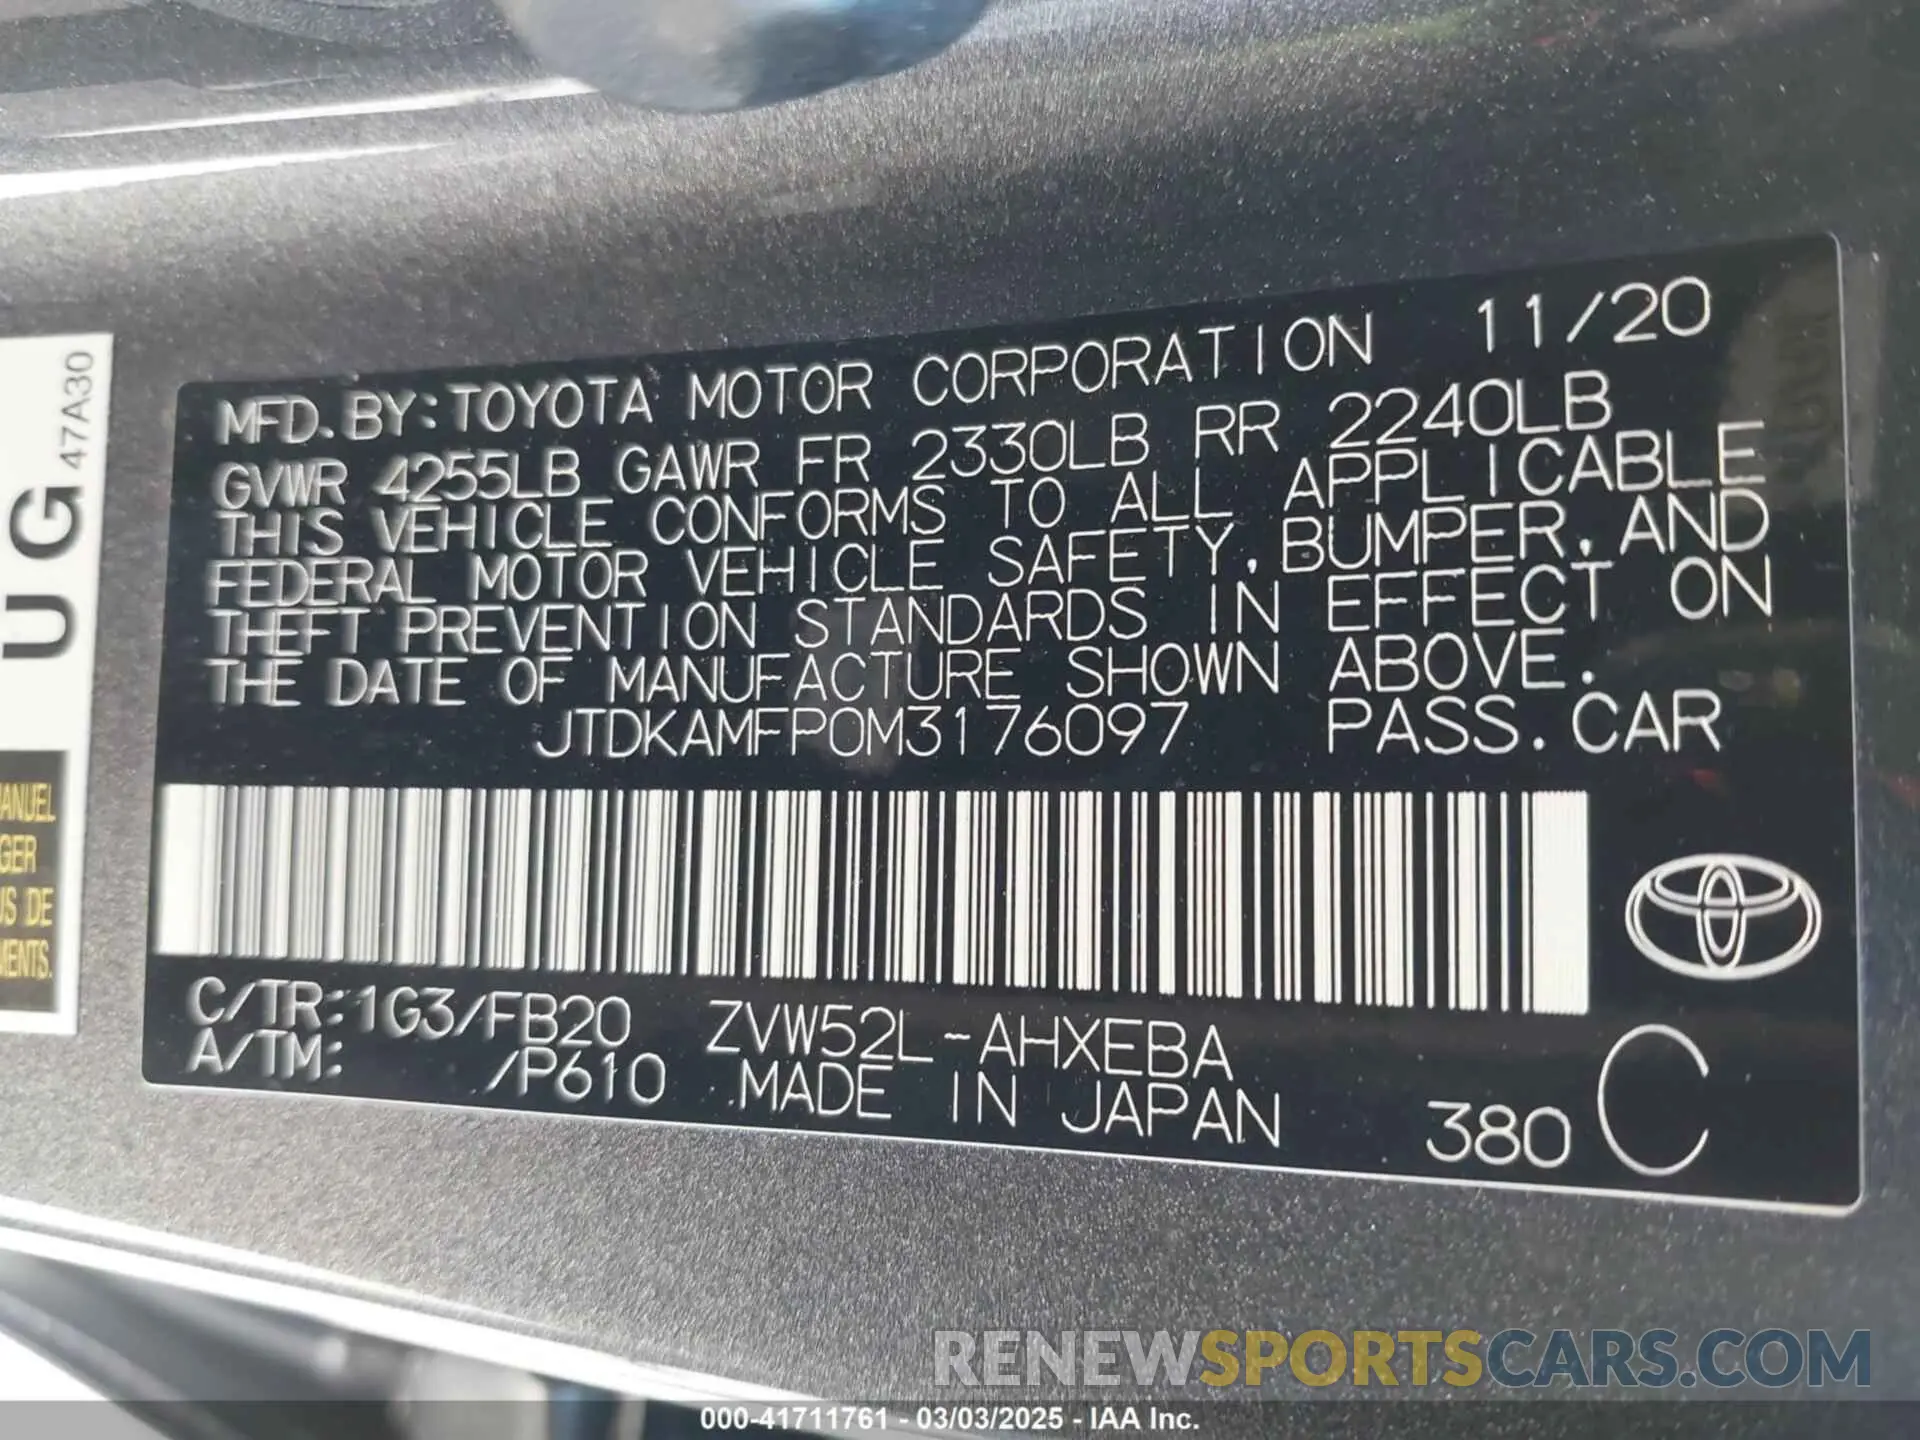 MFD. BY: TOYOTA MOTOR CORPORATION 11/20
GVWR 4255LB GAWR FR 2330LB RR 2240LB
THIS VEHICLE CONFORMS TO ALL APPLICABLE
FEDERAL MOTOR VEHICLE SAFETY, BUMPER, AND
THEFT PREVENTION STANDARDS IN EFFECT ON
THE DATE OF MANUFACTURE SHOWN ABOVE.
JTDKAMFP0M3176097 PASS. CAR
C/TR: 1G3/FB20 ZVW52L-AHXEBA
A/TM: /P610 MADE IN JAPAN 380 C
UG 47A30
GER
DE
RENEWSPORTSCARS.COM
000-41711761 - 03/03/2025 - IAA Inc.